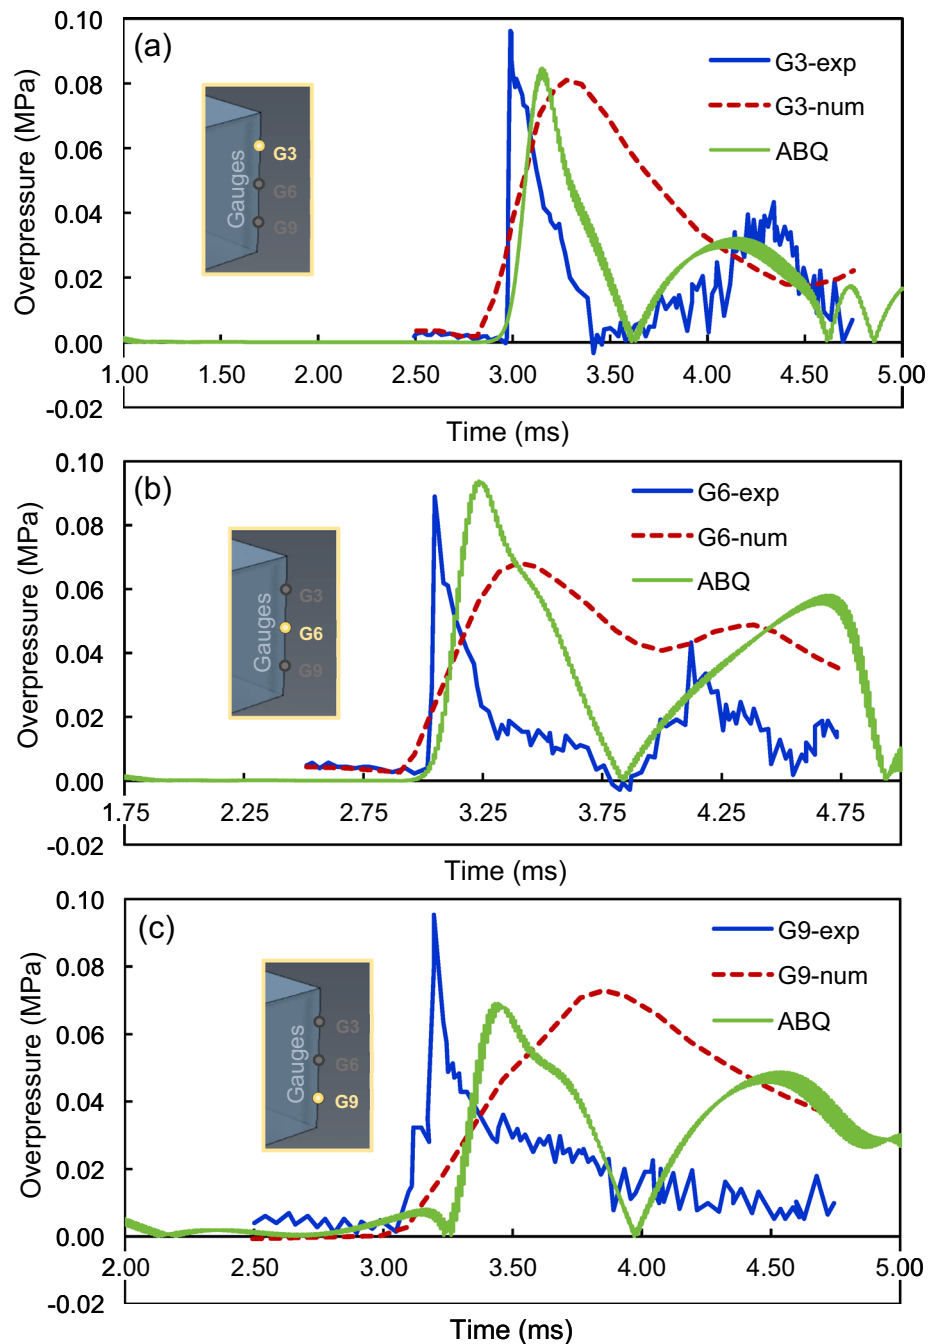 (a)
0.10
0.08
0.06
0.04
0.02
0.00
-0.02
Overpressure (MPa)
G3-exp
G3-num
ABQ
Gauges
G3
G6
G9
1.00 1.50 2.00 2.50 3.00 3.50 4.00 4.50 5.00
Time (ms)
(b)
0.10
0.08
0.06
0.04
0.02
0.00
-0.02
Overpressure (MPa)
G6-exp
G6-num
ABQ
Gauges
G3
G6
G9
1.75 2.25 2.75 3.25 3.75 4.25 4.75
Time (ms)
(c)
0.10
0.08
0.06
0.04
0.02
0.00
-0.02
Overpressure (MPa)
G9-exp
G9-num
ABQ
Gauges
G3
G6
G9
2.00 2.50 3.00 3.50 4.00 4.50 5.00
Time (ms)